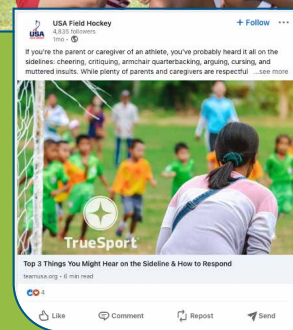 USA Field Hockey
+ Follow ...
4,835 followers
1mo •
USA
If you're the parent or caregiver of an athlete, you've probably heard it all on the
sidelines: cheering, critiquing, armchair quarterbacking, arguing, cursing, and
muttered insults. While plenty of parents and caregivers are respectful ...see more
TrueSport
Top 3 Things You Might Hear on the Sideline & How to Respond
teamusa.org • 6 min read
4
Like
Comment
Repost
Send